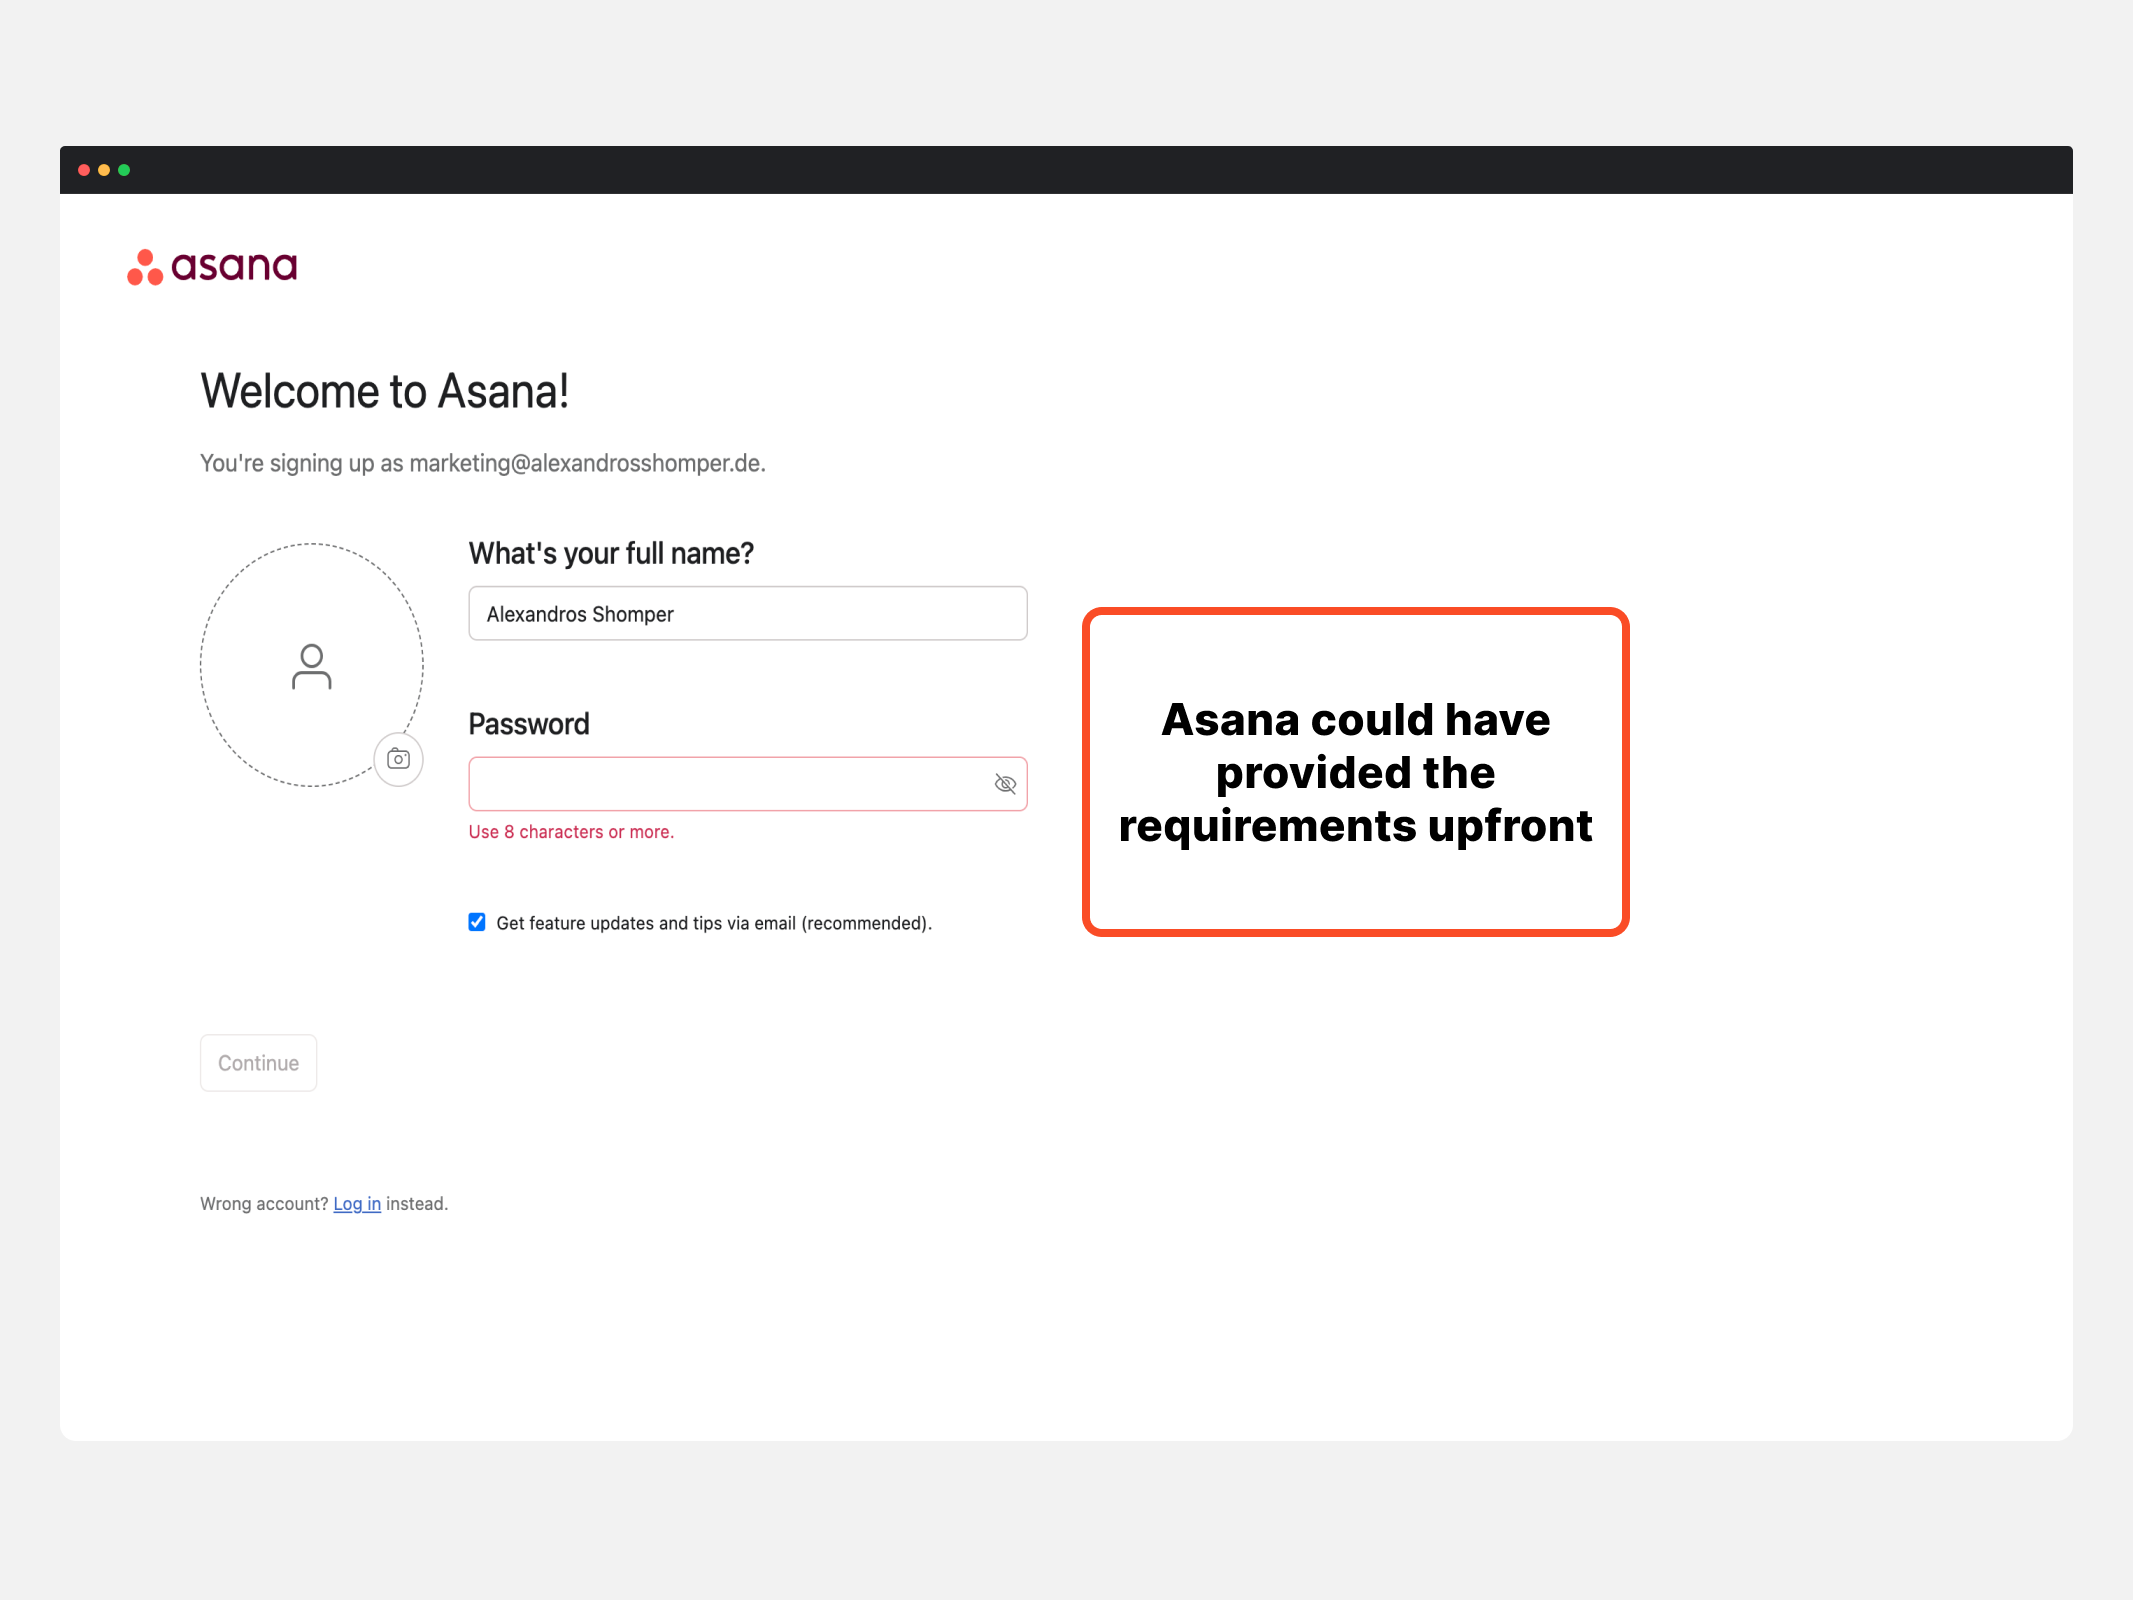 asana
Welcome to Asana!
You're signing up as marketing@alexandrosshomper.de.
What's your full name?
Alexandros Shomper
Password
Use 8 characters or more.
Get feature updates and tips via email (recommended).
Continue
Wrong account? Log in instead.
Asana could have
provided the
requirements upfront